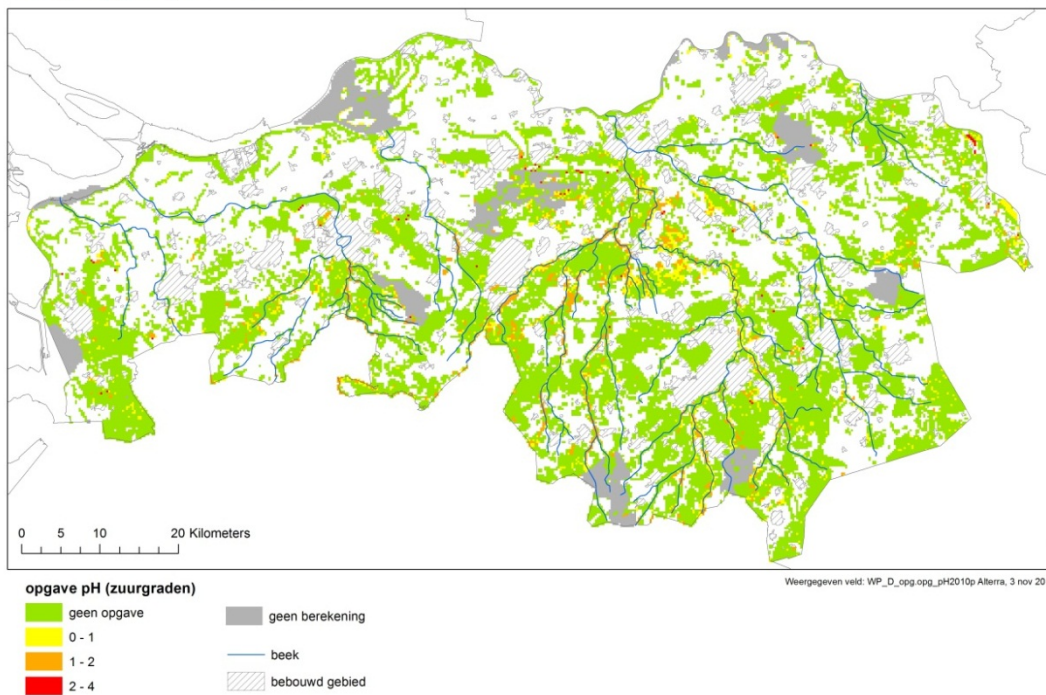 0 5 10 20 Kilometers
Weergegeven veld: WP_D_opg.opg_pH2010p Alterra, 3 nov 20
opgave pH (zuurgraden)
geen opgave
0 - 1
1 - 2
2 - 4
geen berekening
beek
bebouwd gebied